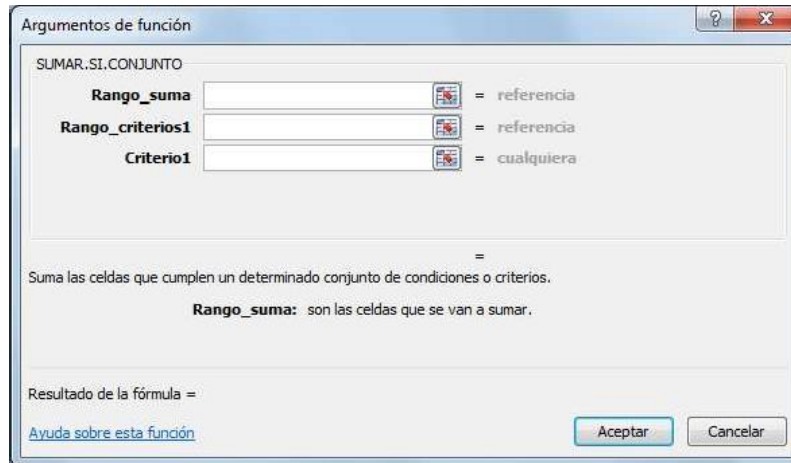 Argumentos de función
SUMAR.SI.CONJUNTO
Rango_suma = referencia
Rango_criterios1 = referencia
Criterio1 = cualquiera
=
Suma las celdas que cumplen un determinado conjunto de condiciones o criterios.
Rango_suma: son las celdas que se van a sumar.
Resultado de la fórmula =
Ayuda sobre esta función Aceptar Cancelar